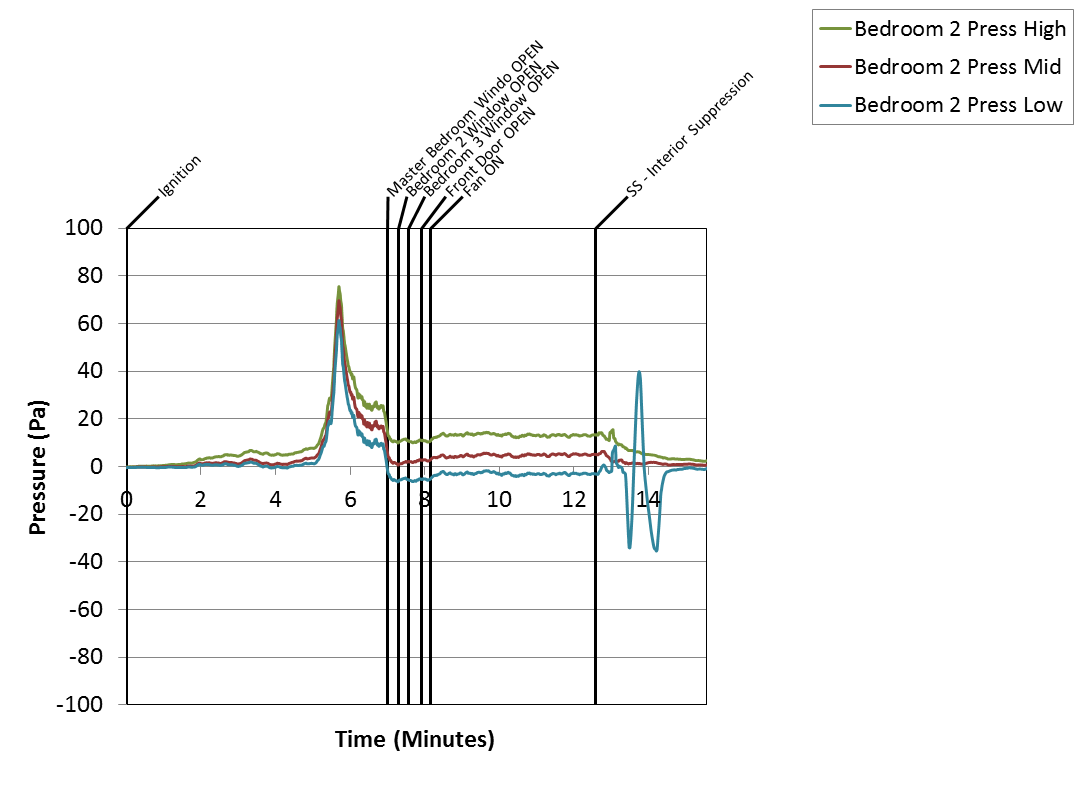 Bedroom 2 Press High
Bedroom 2 Press Mid
Bedroom 2 Press Low
Ignition
Master Bedroom Windo OPEN
Bedroom 2 Window OPEN
Bedroom 3 Window OPEN
Front Door OPEN
Fan ON
SS - Interior Suppression
100
80
60
40
20
0
-20
-40
-60
-80
-100
0 2 4 6 8 10 12 14
Pressure (Pa)
Time (Minutes)